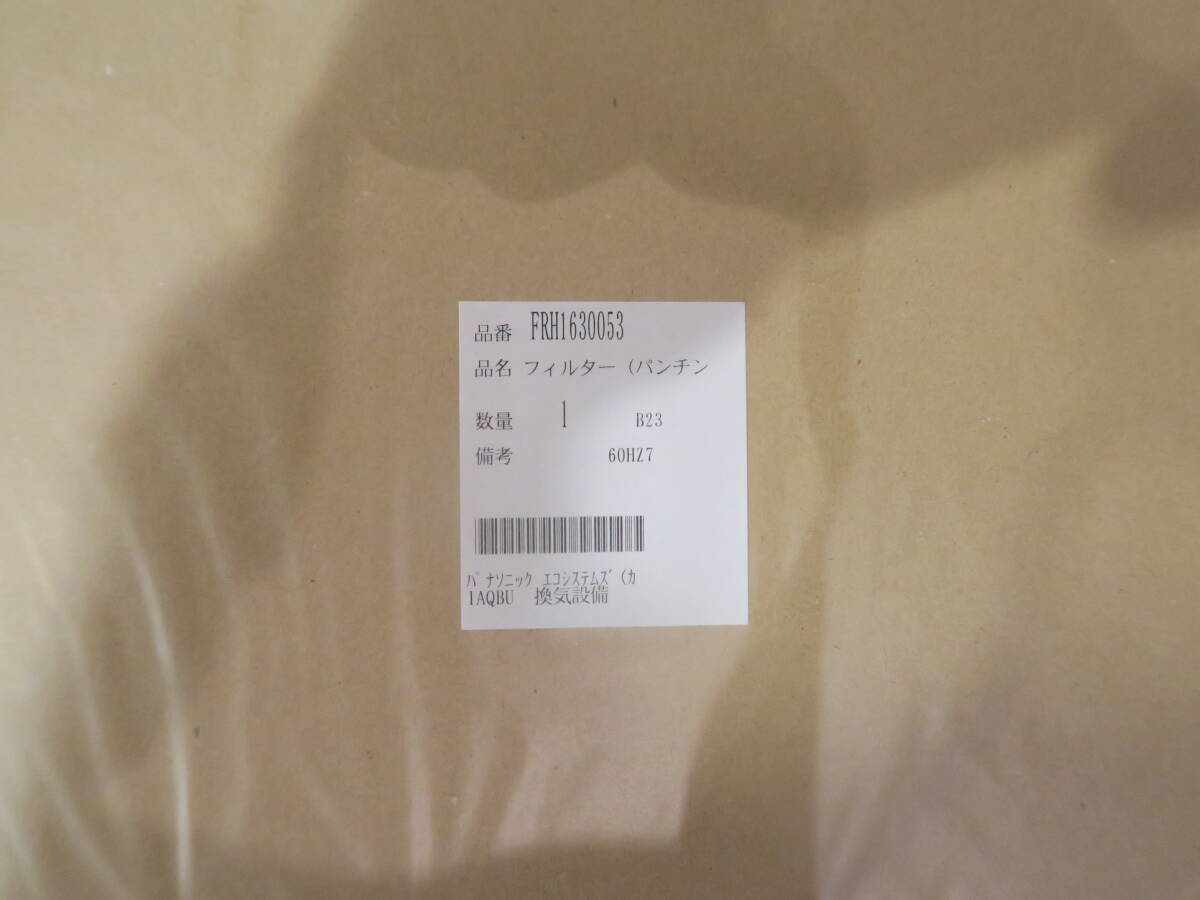 品番 FRH1630053
品名 フィルター (パンチン
数量 1 B23
備考 60HZ7
パナソニック エコシステムズ(カ
1AQBU 換気設備